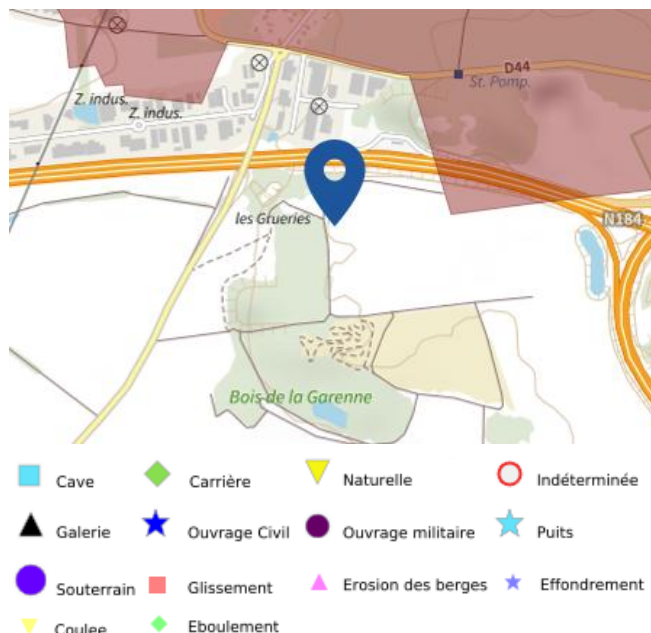 D44
St. Pomp.
Z. indus.
Z. indus.
les Grueries
N184
Bois de la Garenne
Cave
Carrière
Naturelle
Indéterminée
Galerie
Ouvrage Civil
Ouvrage militaire
Puits
Souterrain
Glissement
Erosion des berges
Effondrement
Coulee
Eboulement